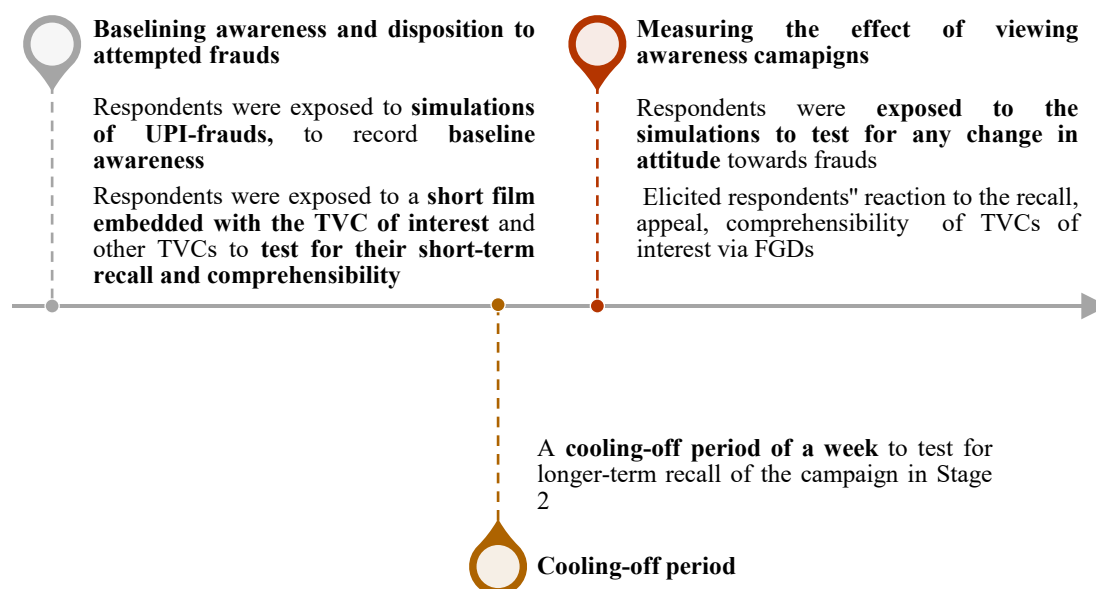 Baselining awareness and disposition to
attempted frauds
Respondents were exposed to simulations
of UPI-frauds, to record baseline
awareness
Respondents were exposed to a short film
embedded with the TVC of interest and
other TVCs to test for their short-term
recall and comprehensibility
Measuring the effect of viewing
awareness camapigns
Respondents were exposed to the
simulations to test for any change in
attitude towards frauds
Elicited respondents" reaction to the recall,
appeal, comprehensibility of TVCs of
interest via FGDs
A cooling-off period of a week to test for
longer-term recall of the campaign in Stage
2
Cooling-off period